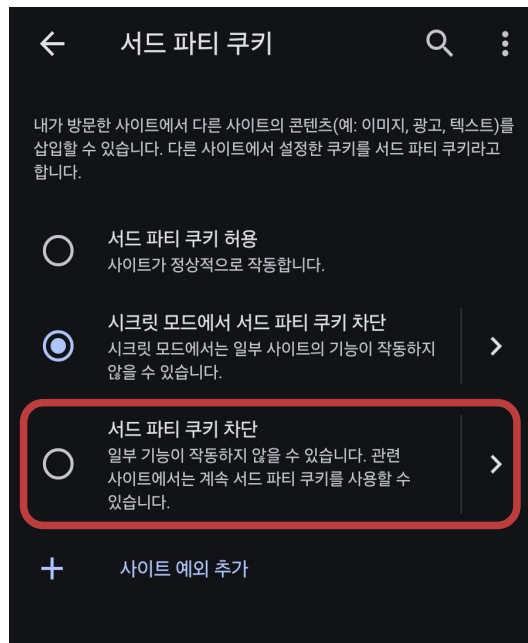 서드 파티 쿠키
내가 방문한 사이트에서 다른 사이트의 콘텐츠(예: 이미지, 광고, 텍스트)를
삽입할 수 있습니다. 다른 사이트에서 설정한 쿠키를 서드 파티 쿠키라고
합니다.
서드 파티 쿠키 허용
사이트가 정상적으로 작동합니다.
시크릿 모드에서 서드 파티 쿠키 차단
시크릿 모드에서는 일부 사이트의 기능이 작동하지
않을 수 있습니다.
서드 파티 쿠키 차단
일부 기능이 작동하지 않을 수 있습니다. 관련
사이트에서는 계속 서드 파티 쿠키를 사용할 수
있습니다.
사이트 예외 추가